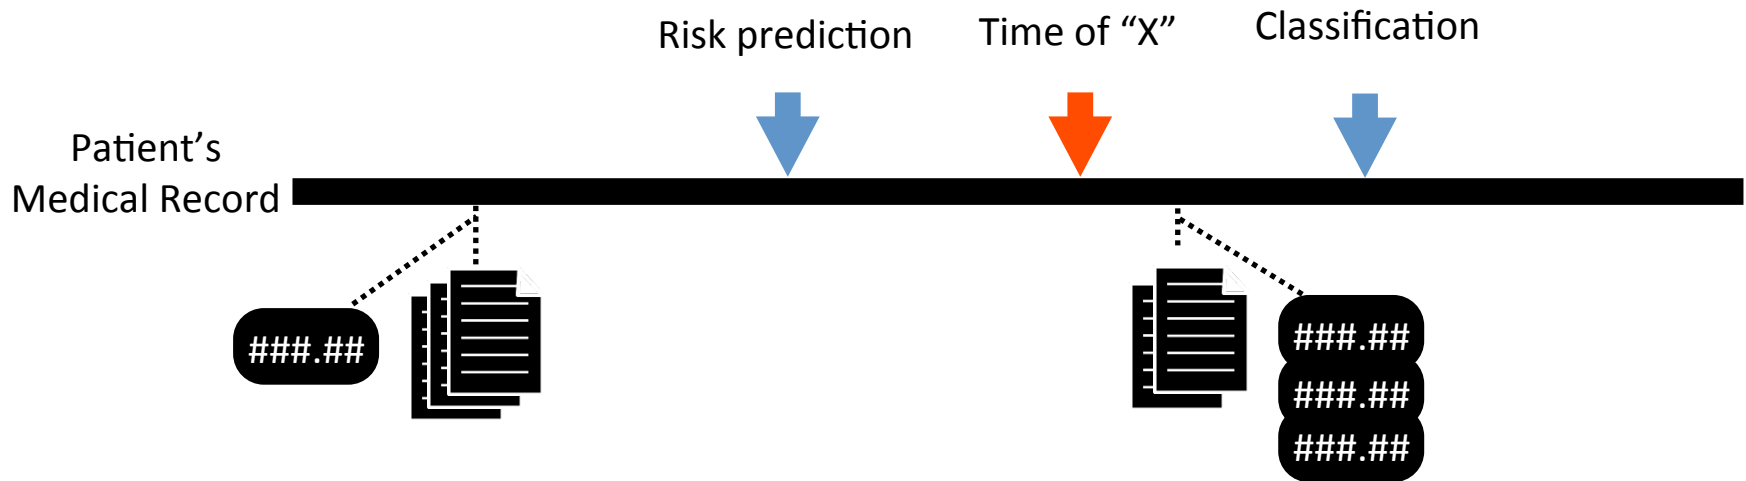 Risk prediction
Time of “X”
Classification
Patient’s
Medical Record
###.##
###.##
###.##
###.##